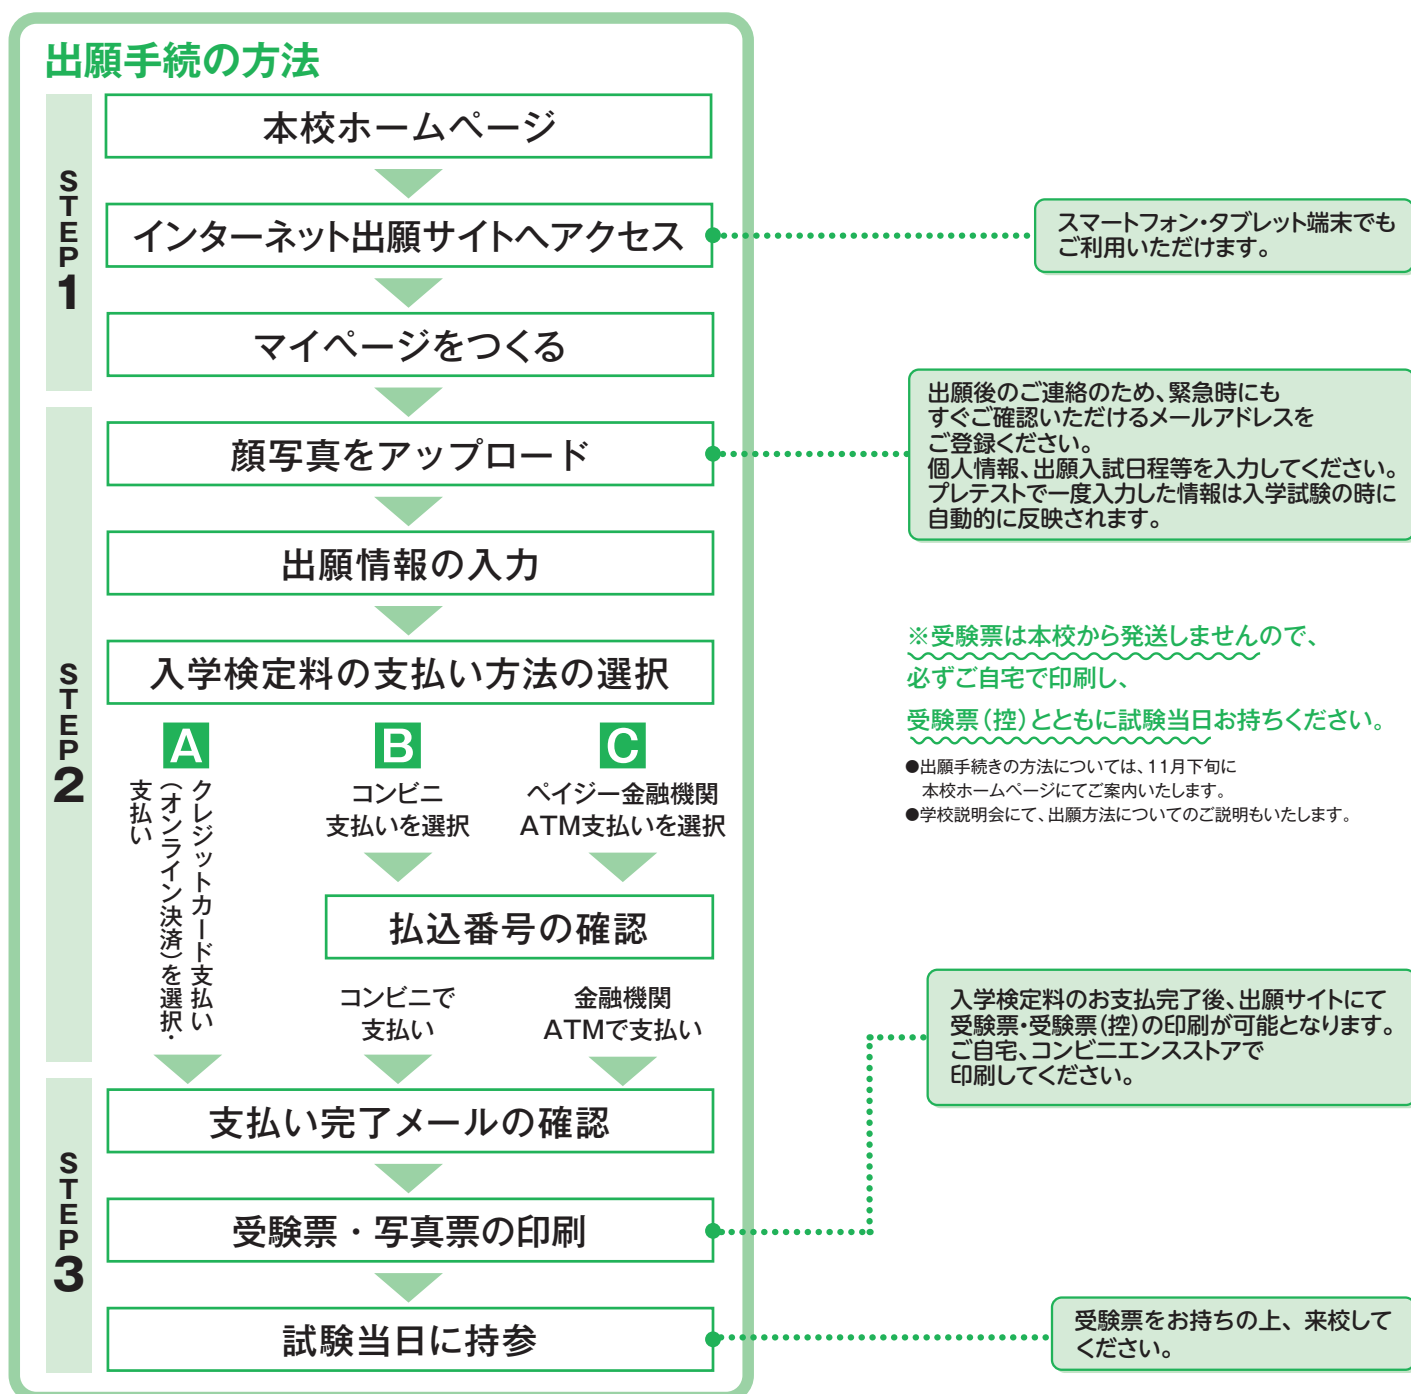 出願手続の方法
STEP1
本校ホームページ
インターネット出願サイトへアクセス
スマートフォン・タブレット端末でも
ご利用いただけます。
マイページをつくる
STEP2
顔写真をアップロード
出願後のご連絡のため、緊急時にも
すぐご確認いただけるメールアドレスを
ご登録ください。
個人情報、出願入試日程等を入力してください。
プレテストで一度入力した情報は入学試験の時に
自動的に反映されます。
出願情報の入力
入学検定料の支払い方法の選択
※受験票は本校から発送しませんので、
必ずご自宅で印刷し、
受験票(控)とともに試験当日お持ちください。
●出願手続きの方法については、11月下旬に
本校ホームページにてご案内いたします。
●学校説明会にて、出願方法についてのご説明もいたします。
A
クレジットカード支払い
(オンライン決済)を選択・
支払い
B
コンビニ
支払いを選択
C
ペイジー金融機関
ATM支払いを選択
払込番号の確認
コンビニで
支払い
金融機関
ATMで支払い
STEP3
支払い完了メールの確認
受験票・写真票の印刷
入学検定料のお支払完了後、出願サイトにて
受験票・受験票(控)の印刷が可能となります。
ご自宅、コンビニエンスストアで
印刷してください。
試験当日に持参
受験票をお持ちの上、来校して
ください。